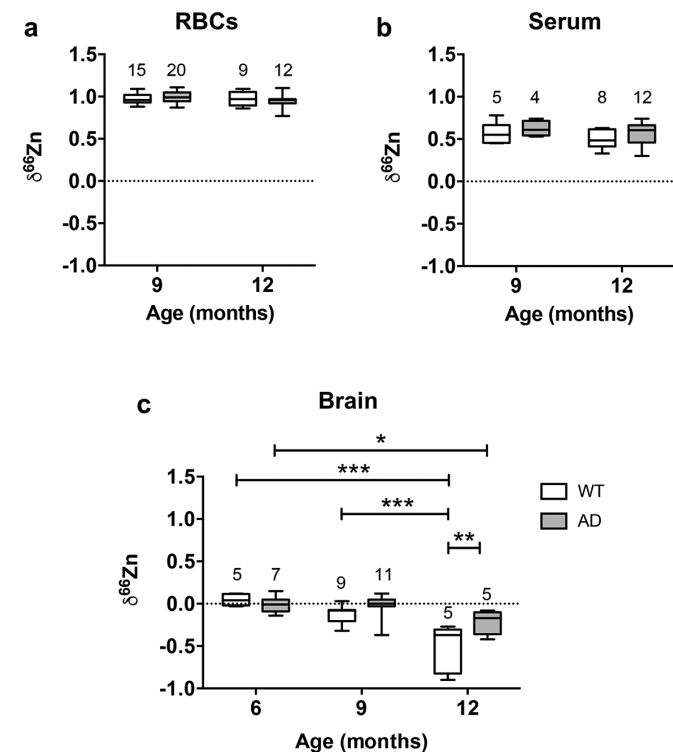 a
RBCs
1.5
1.0
0.5
0.0
-0.5
-1.0
δ⁶⁶Zn
15 20 9 12
9 12
Age (months)
b
Serum
1.5
1.0
0.5
0.0
-0.5
-1.0
δ⁶⁶Zn
5 4 8 12
9 12
Age (months)
c
Brain
*
***
***
**
1.5
1.0
0.5
0.0
-0.5
-1.0
δ⁶⁶Zn
5 7 9 11 5 5
6 9 12
Age (months)
WT
AD